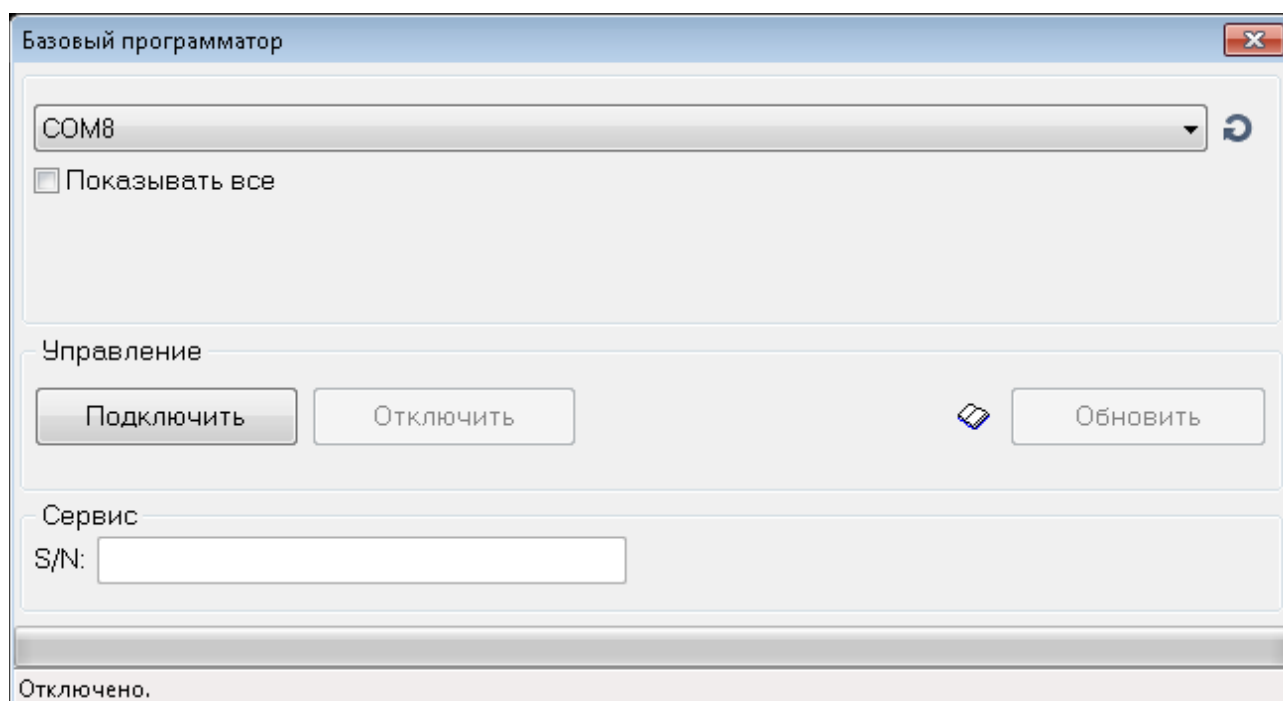 Базовый программатор
COM8
Показывать все
Управление
Подключить Отключить Обновить
Сервис
S/N:
Отключено.